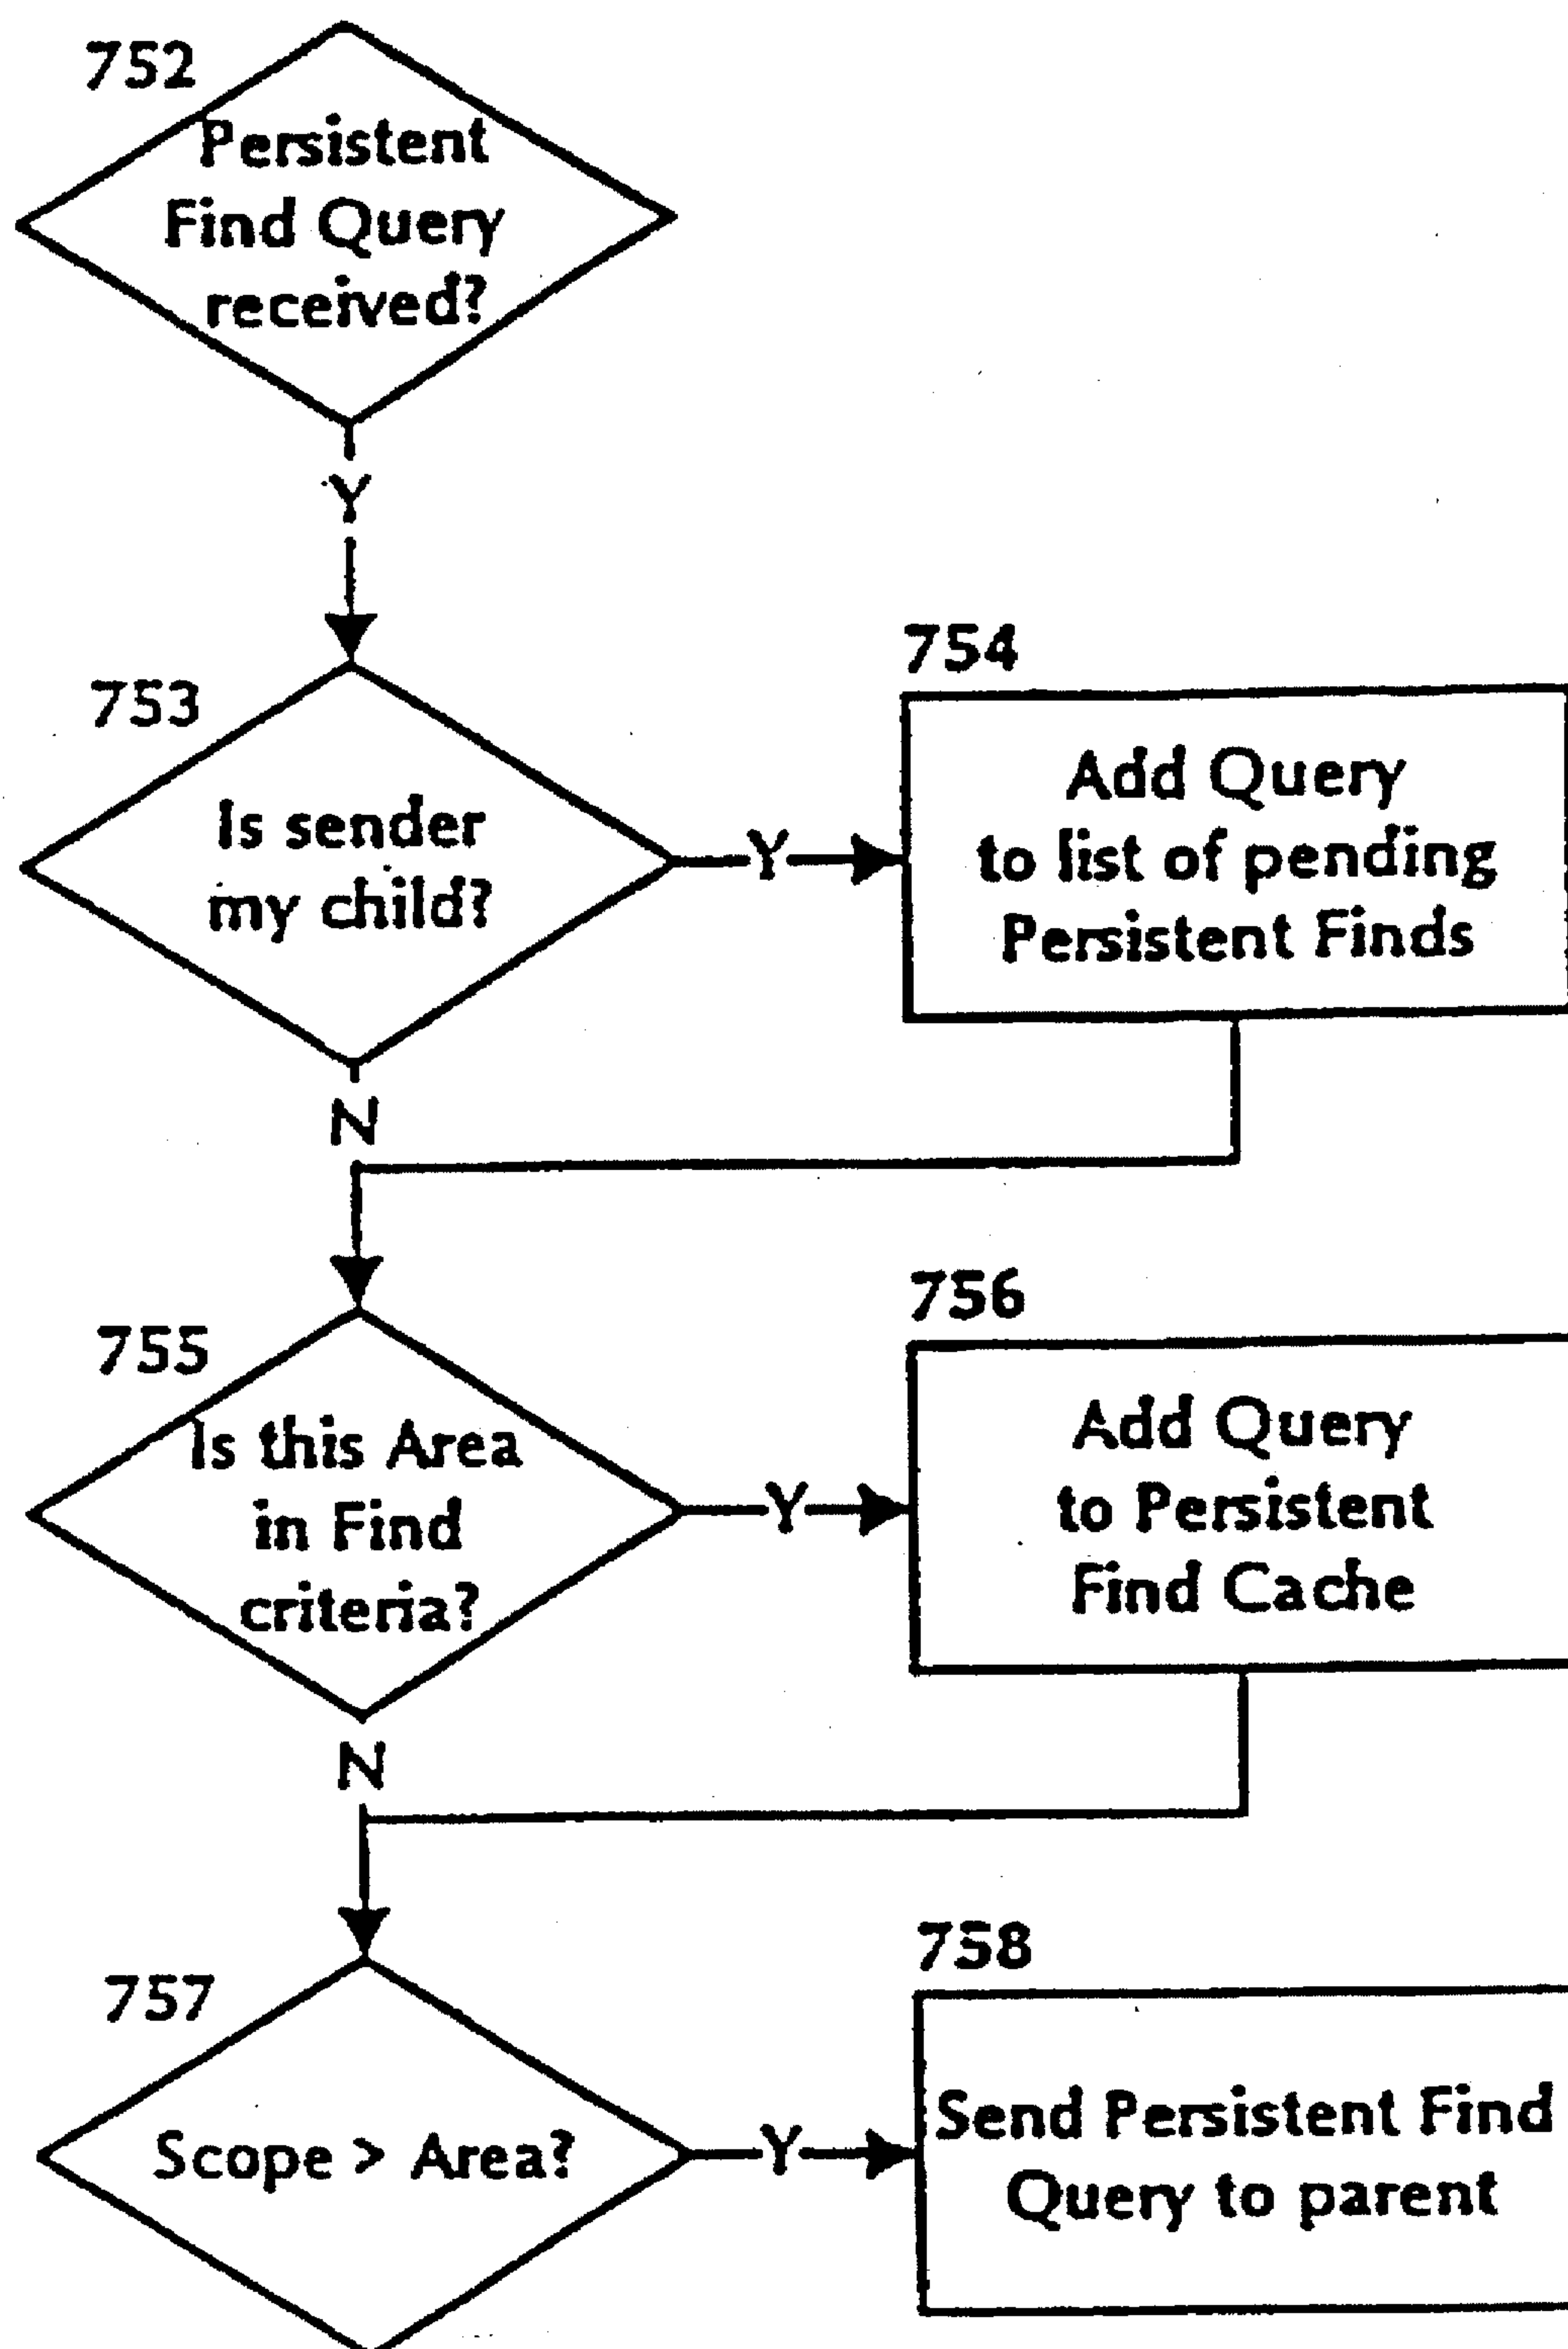 752
Persistent
Find Query
received?
Y
753
Is sender
my child?
Y
754
Add Query
to list of pending
Persistent Finds
N
755
Is this Area
in Find
criteria?
Y
756
Add Query
to Persistent
Find Cache
N
757
Scope > Area?
Y
758
Send Persistent Find
Query to parent